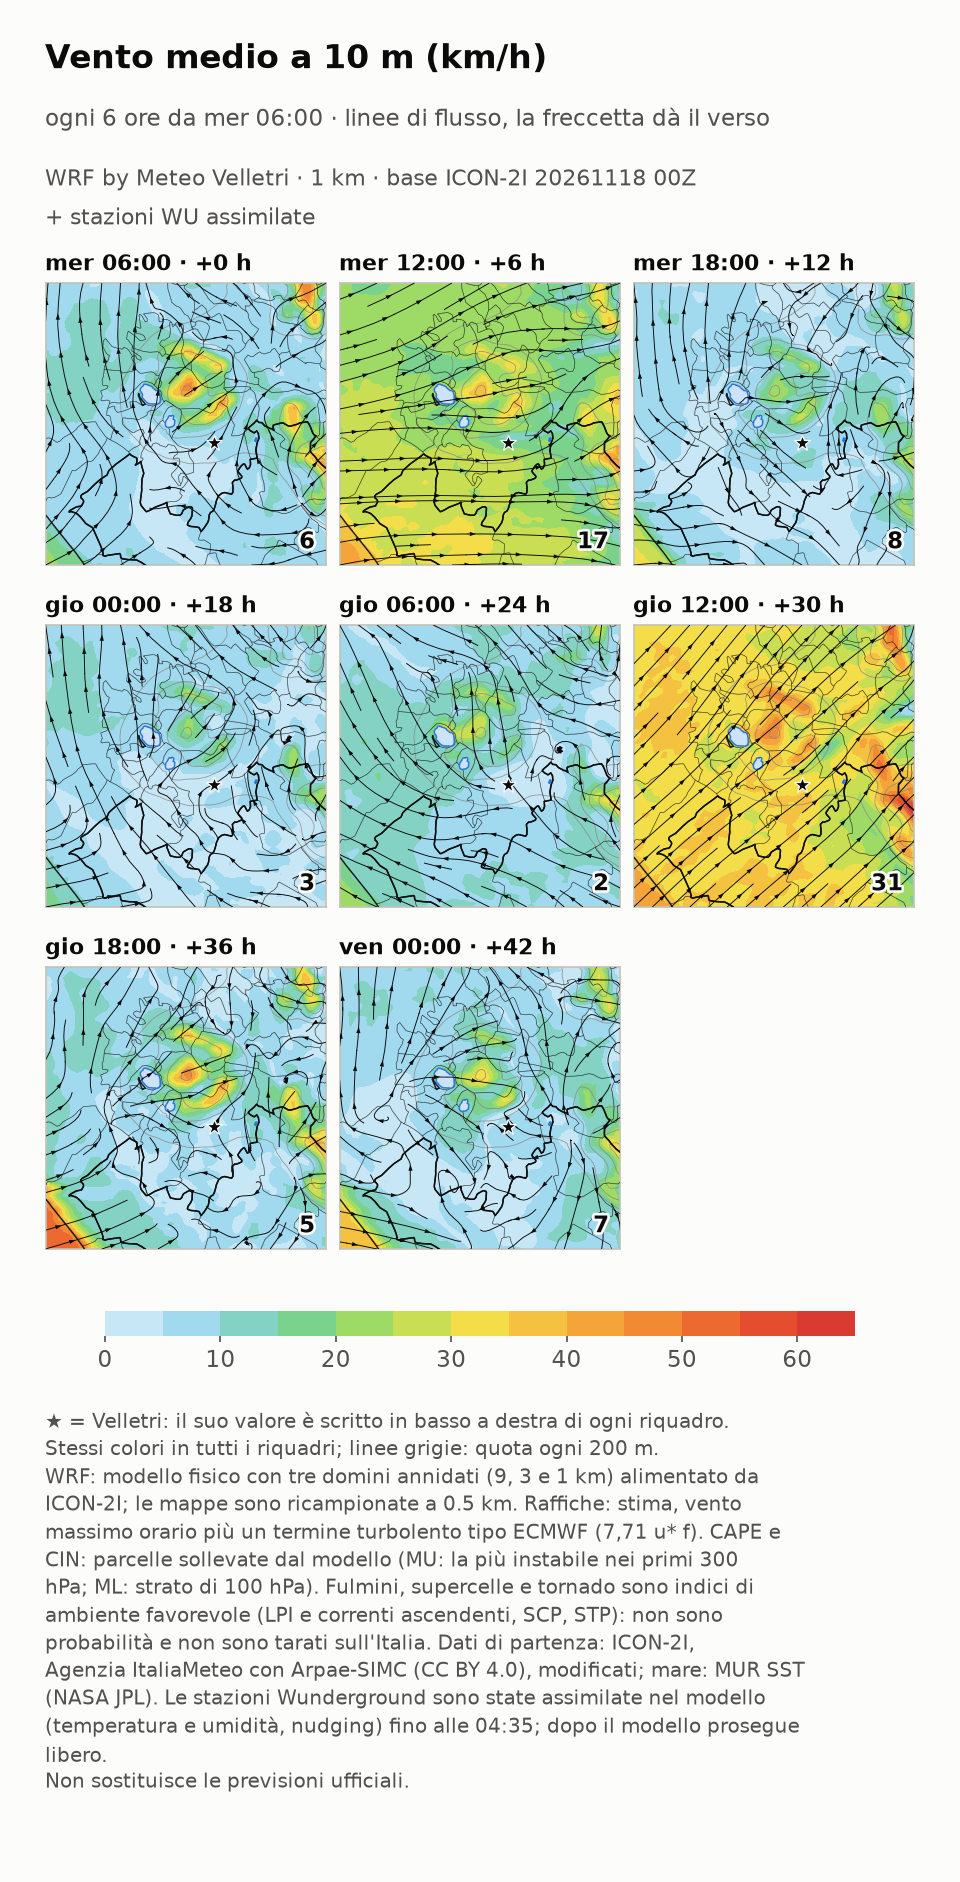 Vento medio a 10 m (km/h)
ogni 6 ore da mer 06:00 · linee di flusso, la freccetta dà il verso
WRF by Meteo Velletri · 1 km · base ICON-2I 20261118 00Z
+ stazioni WU assimilate
mer 06:00 · +0 h
mer 12:00 · +6 h
mer 18:00 · +12 h
6
17
8
gio 00:00 · +18 h
gio 06:00 · +24 h
gio 12:00 · +30 h
3
2
31
gio 18:00 · +36 h
ven 00:00 · +42 h
5
7
0 10 20 30 40 50 60
★ = Velletri: il suo valore è scritto in basso a destra di ogni riquadro.
Stessi colori in tutti i riquadri; linee grigie: quota ogni 200 m.
WRF: modello fisico con tre domini annidati (9, 3 e 1 km) alimentato da
ICON-2I; le mappe sono ricampionate a 0.5 km. Raffiche: stima, vento
massimo orario più un termine turbolento tipo ECMWF (7,71 u* f). CAPE e
CIN: parcelle sollevate dal modello (MU: la più instabile nei primi 300
hPa; ML: strato di 100 hPa). Fulmini, supercelle e tornado sono indici di
ambiente favorevole (LPI e correnti ascendenti, SCP, STP): non sono
probabilità e non sono tarati sull'Italia. Dati di partenza: ICON-2I,
Agenzia ItaliaMeteo con Arpae-SIMC (CC BY 4.0), modificati; mare: MUR SST
(NASA JPL). Le stazioni Wunderground sono state assimilate nel modello
(temperatura e umidità, nudging) fino alle 04:35; dopo il modello prosegue
libero.
Non sostituisce le previsioni ufficiali.